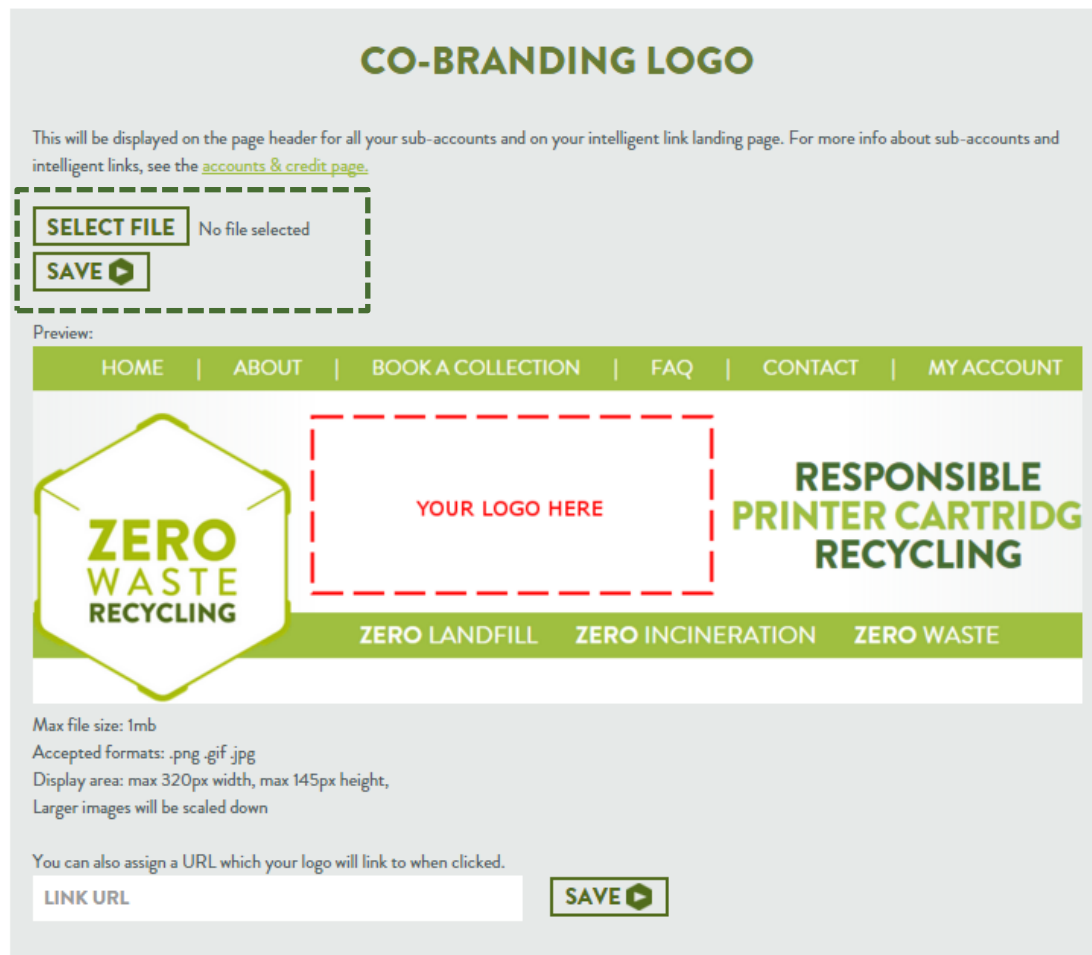 CO-BRANDING LOGO
This will be displayed on the page header for all your sub-accounts and on your intelligent link landing page. For more info about sub-accounts and
intelligent links, see the accounts & credit page.
SELECT FILE No file selected
SAVE
Preview:
HOME | ABOUT | BOOK A COLLECTION | FAQ | CONTACT | MY ACCOUNT
ZERO
WASTE
RECYCLING
YOUR LOGO HERE
RESPONSIBLE
PRINTER CARTRIDG
RECYCLING
ZERO LANDFILL ZERO INCINERATION ZERO WASTE
Max file size: 1mb
Accepted formats: .png .gif .jpg
Display area: max 320px width, max 145px height,
Larger images will be scaled down
You can also assign a URL which your logo will link to when clicked.
LINK URL SAVE